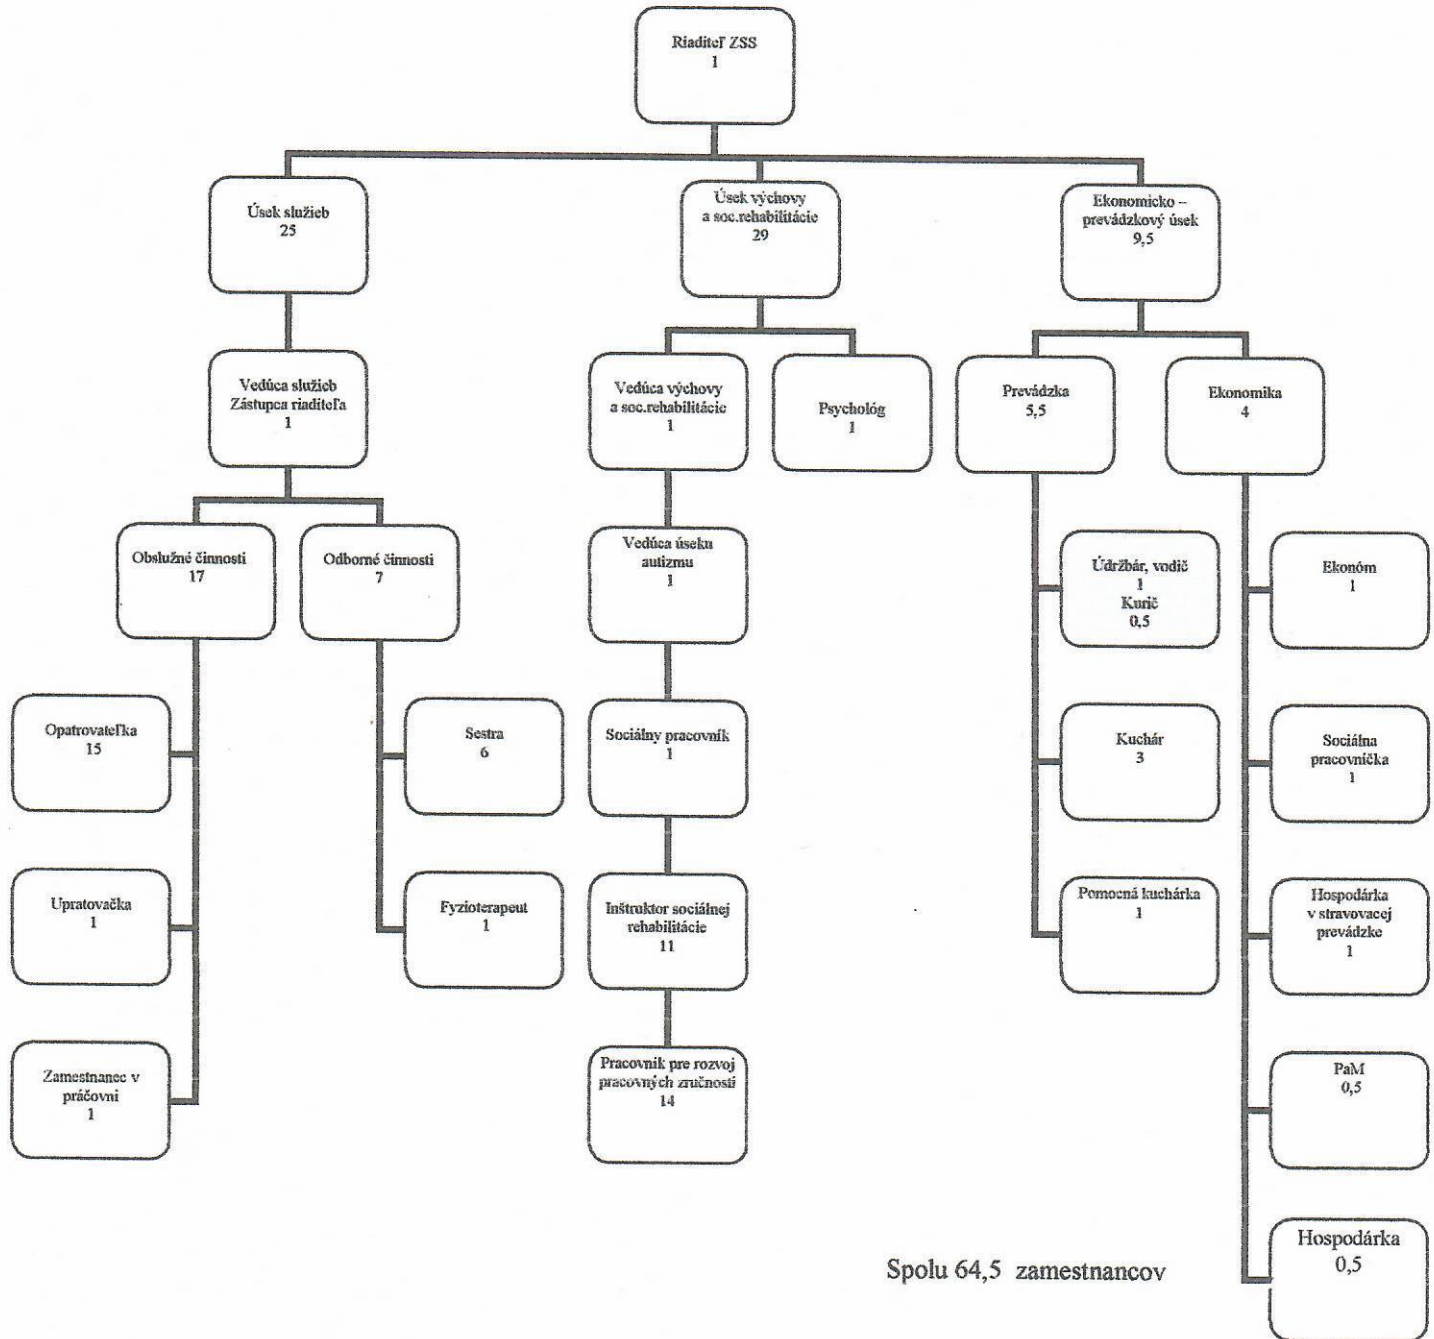 Riaditeľ ZSS
1
Úsek služieb
25
Úsek výchovy
a soc.rehabilitácie
29
Ekonomicko –
prevádzkový úsek
9,5
Vedúca služieb
Zástupca riaditeľa
1
Vedúca výchovy
a soc.rehabilitácie
1
Psychológ
1
Prevádzka
5,5
Ekonomika
4
Obslužné činnosti
17
Odborné činnosti
7
Vedúca úseku
autizmu
1
Údržbár, vodič
1
Kurič
0,5
Ekonóm
1
Opatrovateľka
15
Sestra
6
Sociálny pracovník
1
Kuchár
3
Sociálna
pracovníčka
1
Upratovačka
1
Fyzioterapeut
1
Inštruktor sociálnej
rehabilitácie
11
Pomocná kuchárka
1
Hospodárka
v stravovacej
prevádzke
1
Zamestnanec v
práčovni
1
Pracovník pre rozvoj
pracovných zručností
14
PaM
0,5
Hospodárka
0,5
Spolu 64,5 zamestnancov